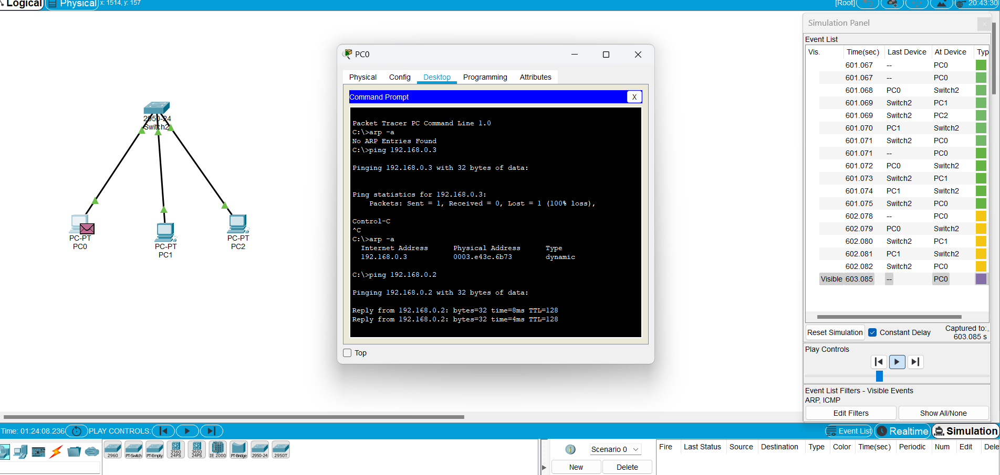 Logical
Physical x: 1514, y: 157
[Root]
20:43:30
2950-24
Switch2
PC-PT
PC0
PC-PT
PC1
PC-PT
PC2
PC0
Physical Config Desktop Programming Attributes
Command Prompt X
Packet Tracer PC Command Line 1.0
C:\>arp -a
No ARP Entries Found
C:\>ping 192.168.0.3
Pinging 192.168.0.3 with 32 bytes of data:
Ping statistics for 192.168.0.3:
Packets: Sent = 1, Received = 0, Lost = 1 (100% loss),
Control-C
^C
C:\>arp -a
Internet Address Physical Address Type
192.168.0.3 0003.e43c.6b73 dynamic
C:\>ping 192.168.0.2
Pinging 192.168.0.2 with 32 bytes of data:
Reply from 192.168.0.2: bytes=32 time=8ms TTL=128
Reply from 192.168.0.2: bytes=32 time=4ms TTL=128
Top
Simulation Panel
Event List
Vis. Time(sec) Last Device At Device Typ
601.067 -- PC0
601.067 -- PC0
601.068 PC0 Switch2
601.069 Switch2 PC1
601.069 Switch2 PC2
601.070 PC1 Switch2
601.071 Switch2 PC0
601.071 -- PC0
601.072 PC0 Switch2
601.073 Switch2 PC1
601.074 PC1 Switch2
601.075 Switch2 PC0
602.078 -- PC0
602.079 PC0 Switch2
602.080 Switch2 PC1
602.081 PC1 Switch2
602.082 Switch2 PC0
Visible 603.085 -- PC0
Reset Simulation Constant Delay Captured to:
603.085 s
Play Controls
Event List Filters - Visible Events
ARP, ICMP
Edit Filters Show All/None
Time: 01:24:08.236 PLAY CONTROLS:
Event List Realtime Simulation
2960 PT-Switch PT-Empty 3560 24PS 3650 24PS IE 2000 PT-Bridge 2950-24 2950T
Scenario 0
New Delete
Fire Last Status Source Destination Type Color Time(sec) Periodic Num Edit Dele